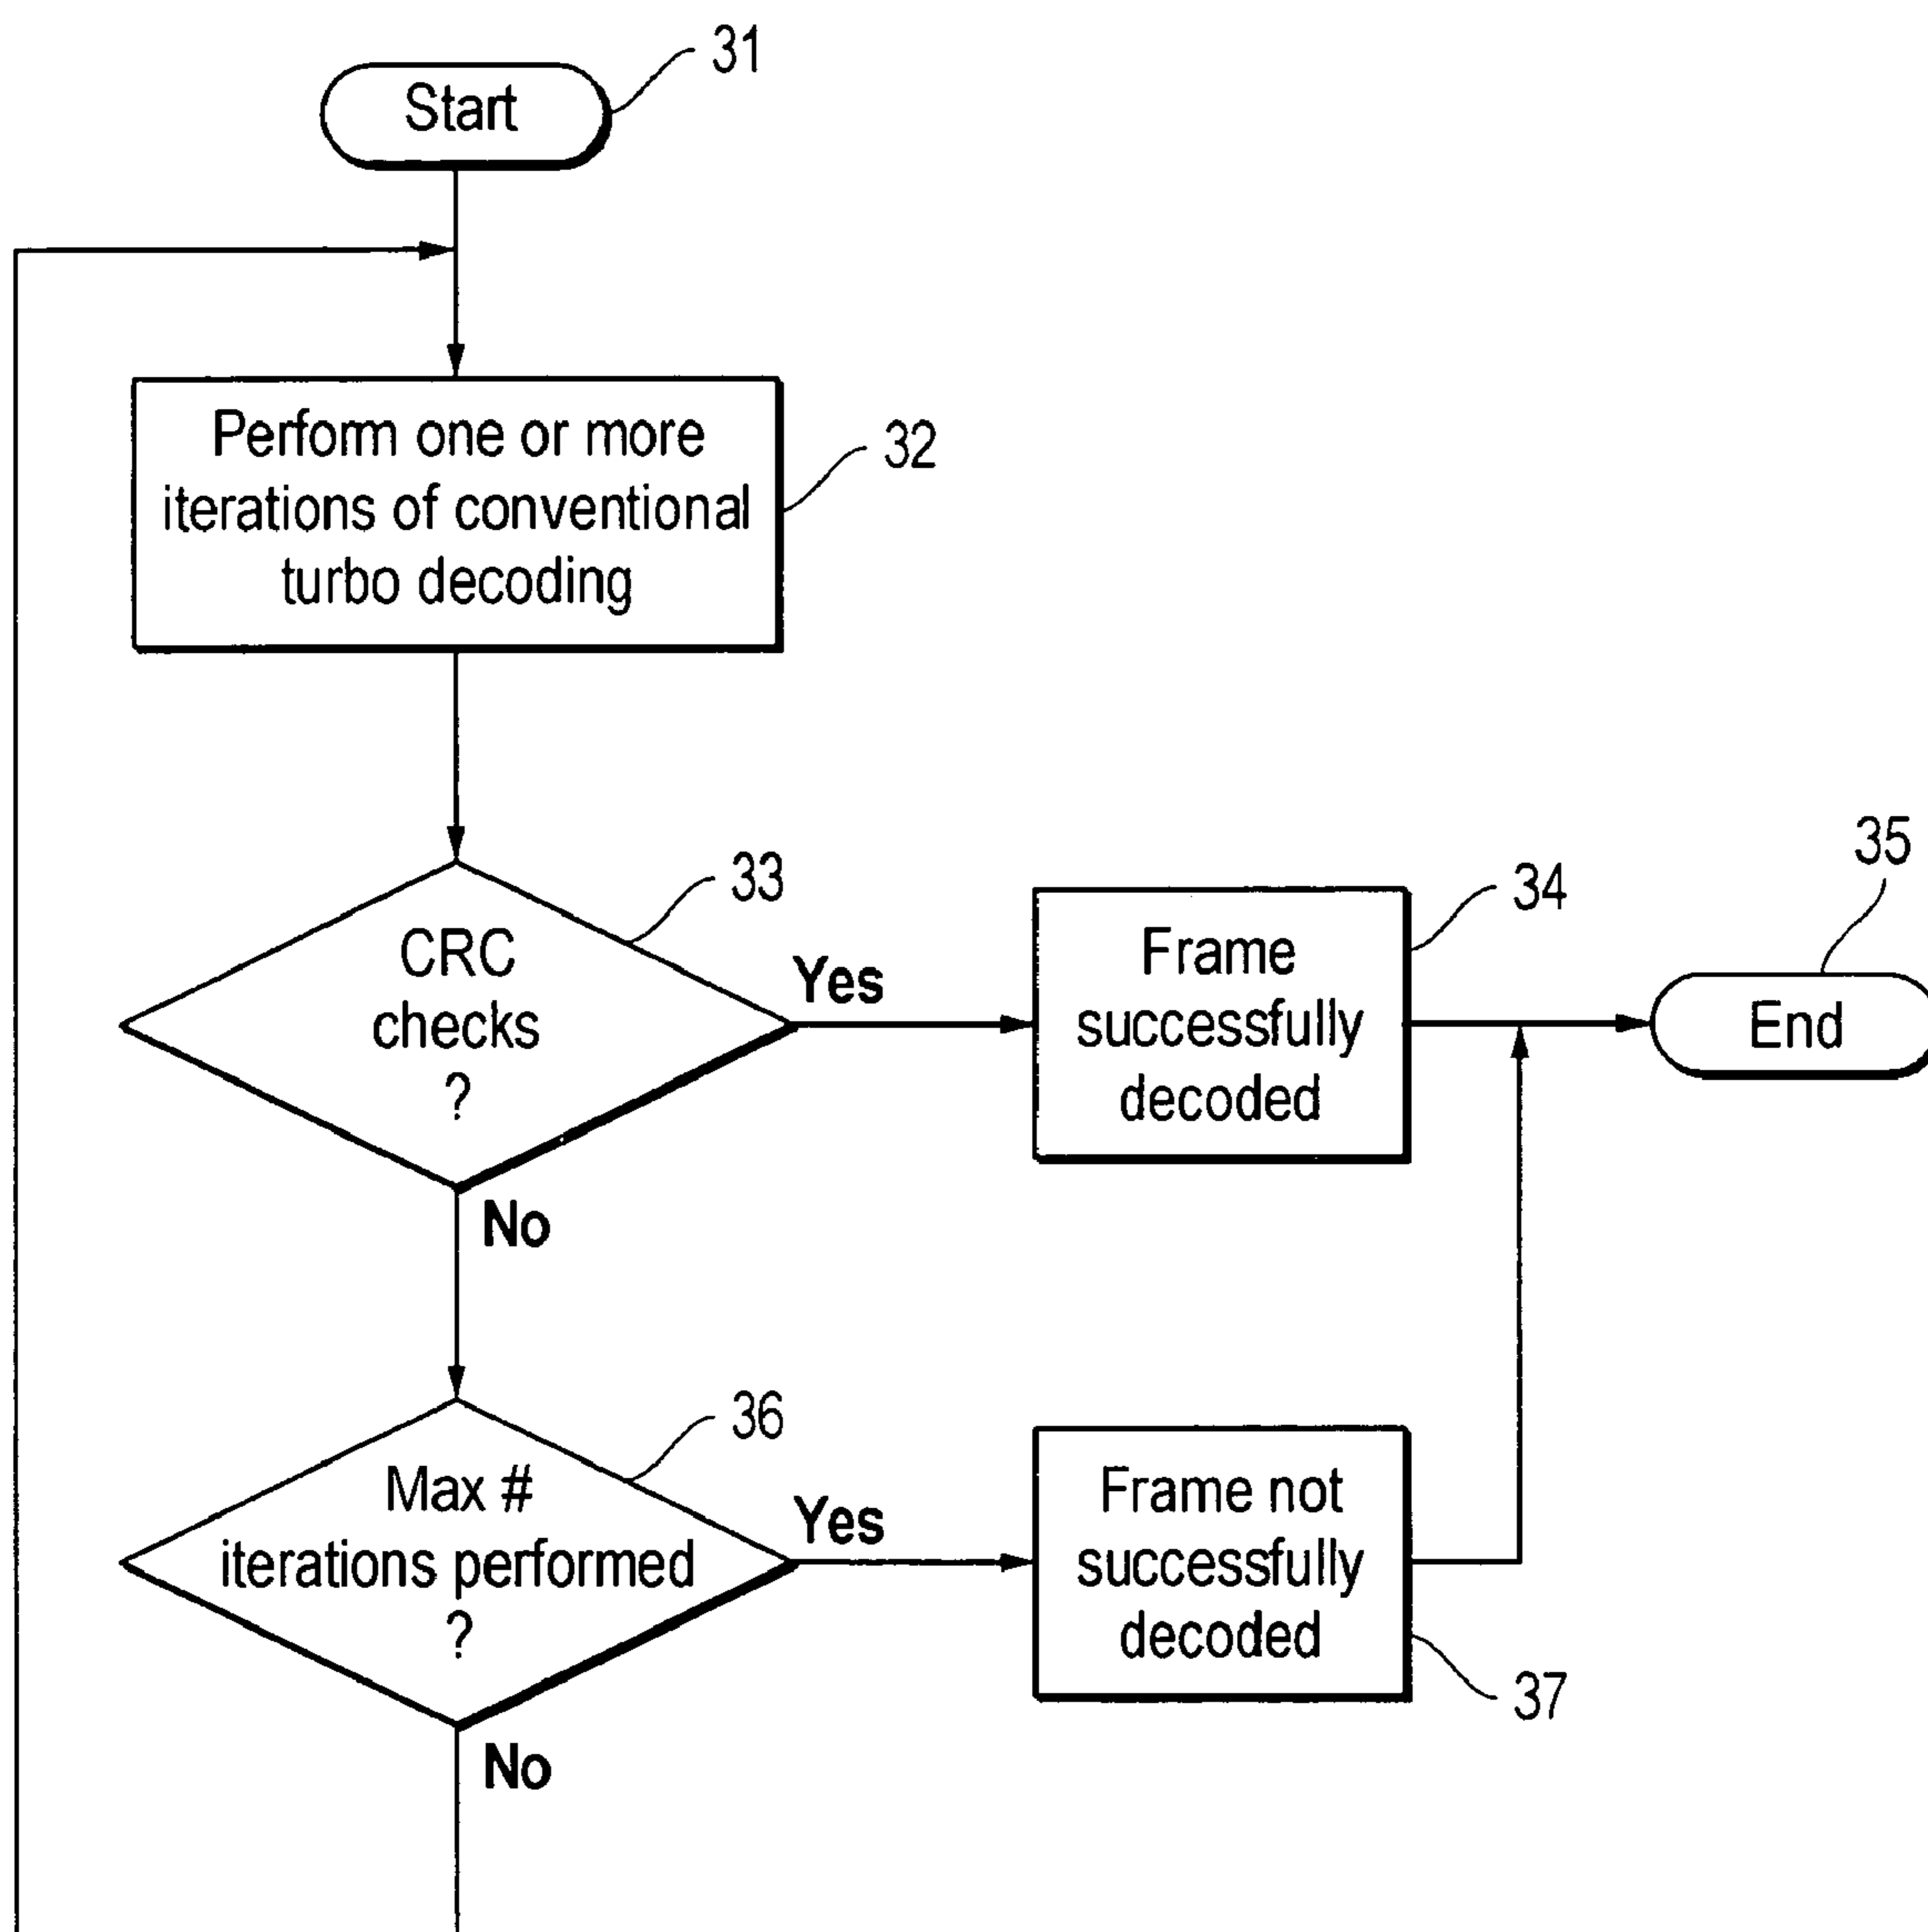 31
Start
Perform one or more
iterations of conventional
turbo decoding
32
33
CRC
checks
?
Yes
No
34
Frame
successfully
decoded
35
End
36
Max #
iterations performed
?
Yes
No
Frame not
successfully
decoded
37